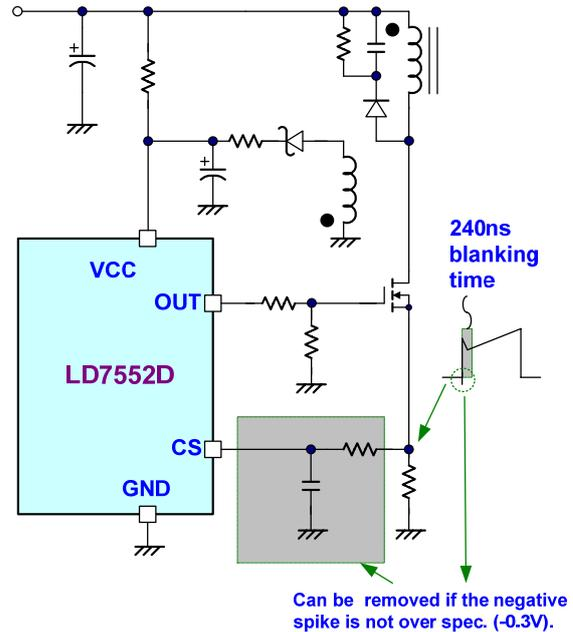 +
+
240ns
blanking
time
VCC
OUT
LD7552D
CS
GND
Can be removed if the negative
spike is not over spec. (-0.3V).